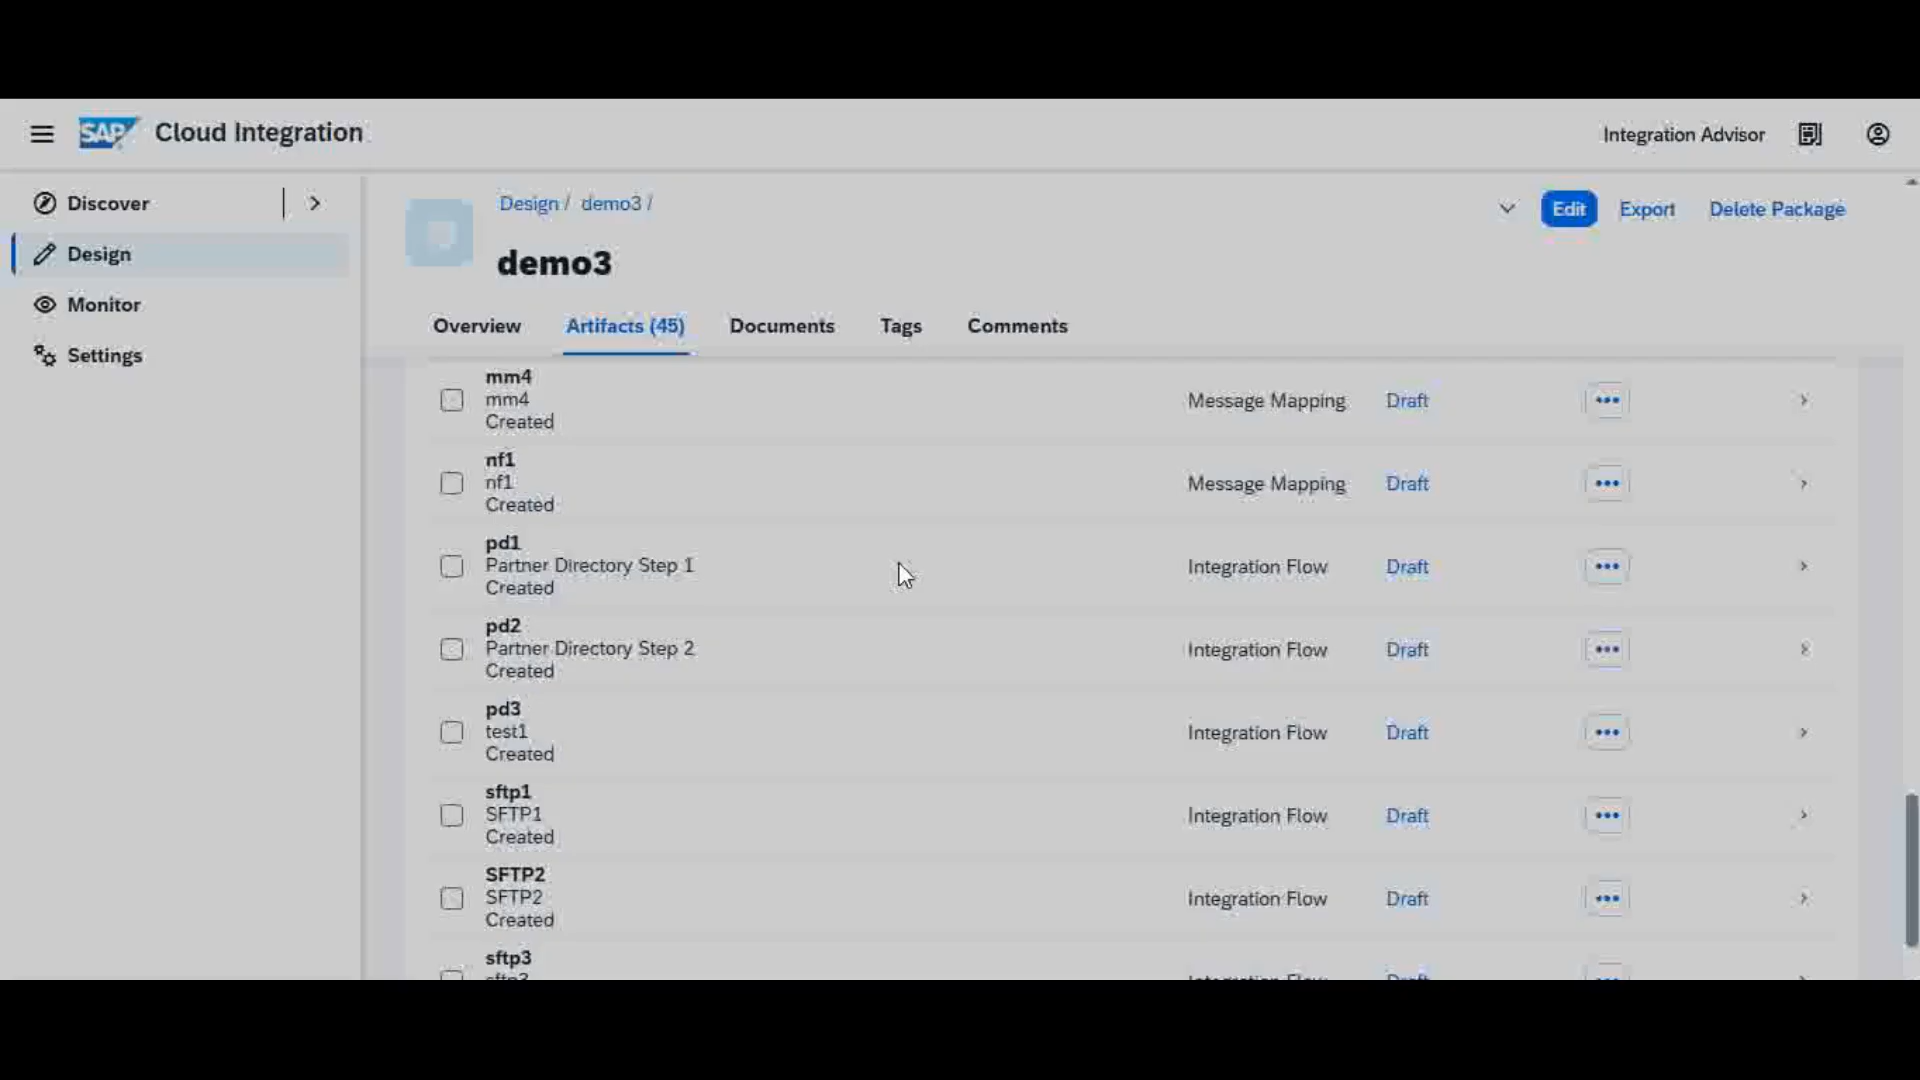 SAP Cloud Integration
Integration Advisor
Discover
Design
Monitor
Settings
Design / demo3 /
Edit
Export
Delete Package
demo3
Overview
Artifacts (45)
Documents
Tags
Comments
mm4
mm4
Created
Message Mapping
Draft
nf1
nf1
Created
Message Mapping
Draft
pd1
Partner Directory Step 1
Created
Integration Flow
Draft
pd2
Partner Directory Step 2
Created
Integration Flow
Draft
pd3
test1
Created
Integration Flow
Draft
sftp1
SFTP1
Created
Integration Flow
Draft
SFTP2
SFTP2
Created
Integration Flow
Draft
sftp3